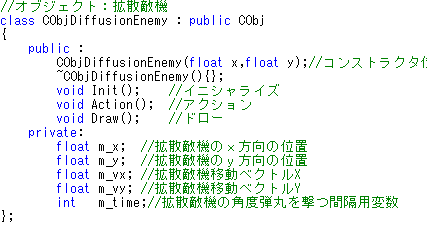 //オブジェクト：拡散敵機
class CObjDiffusionEnemy : public CObj
{
public :
CObjDiffusionEnemy(float x,float y);//コンストラクタ
~CObjDiffusionEnemy(){};
void Init(); //イニシャライズ
void Action(); //アクション
void Draw(); //ドロー
private:
float m_x; //拡散敵機のｘ方向の位置
float m_y; //拡散敵機のｙ方向の位置
float m_vx; //拡散敵機移動ベクトルX
float m_vy; //拡散敵機移動ベクトルY
int m_time;//拡散敵機の角度弾丸を撃つ間隔用変数
};